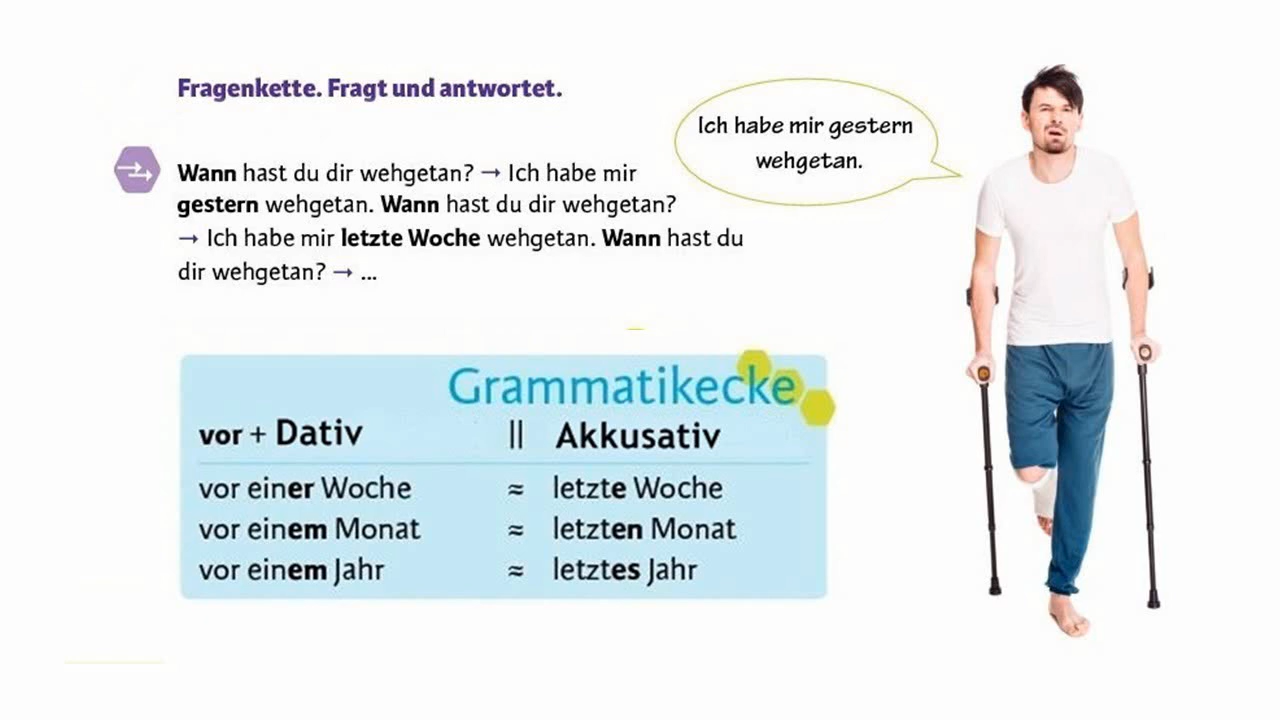 Fragenkette. Fragt und antwortet.
Ich habe mir gestern
wehgetan.
Wann hast du dir wehgetan? → Ich habe mir
gestern wehgetan. Wann hast du dir wehgetan?
→ Ich habe mir letzte Woche wehgetan. Wann hast du
dir wehgetan? → ...
Grammatikecke
vor + Dativ || Akkusativ
vor einer Woche ≈ letzte Woche
vor einem Monat ≈ letzten Monat
vor einem Jahr ≈ letztes Jahr